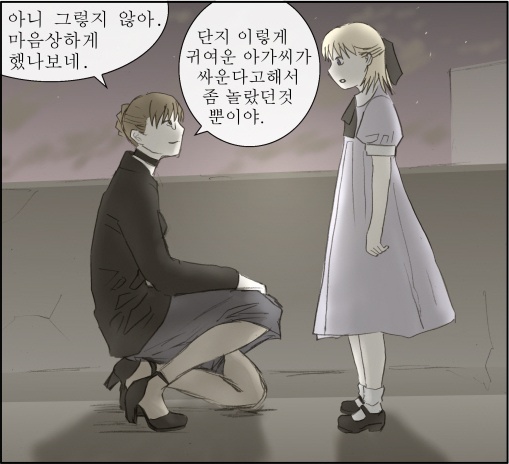 아니 그렇지 않아.
마음상하게
했나보네.
단지 이렇게
귀여운 아가씨가
싸운다고해서
좀 놀랐던것
뿐이야.